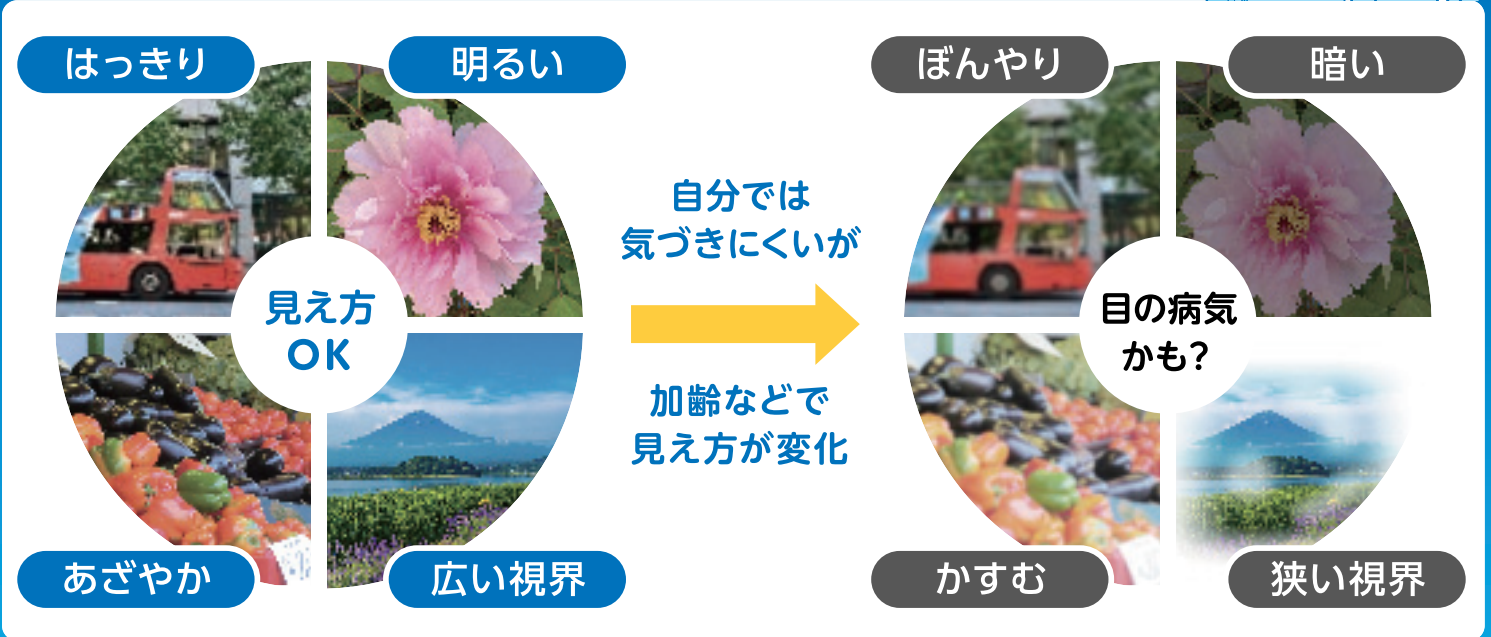 はっきり
明るい
見え方
OK
あざやか
広い視界
自分では
気づきにくいが
加齢などで
見え方が変化
ぼんやり
暗い
目の病気
かも?
かすむ
狭い視界